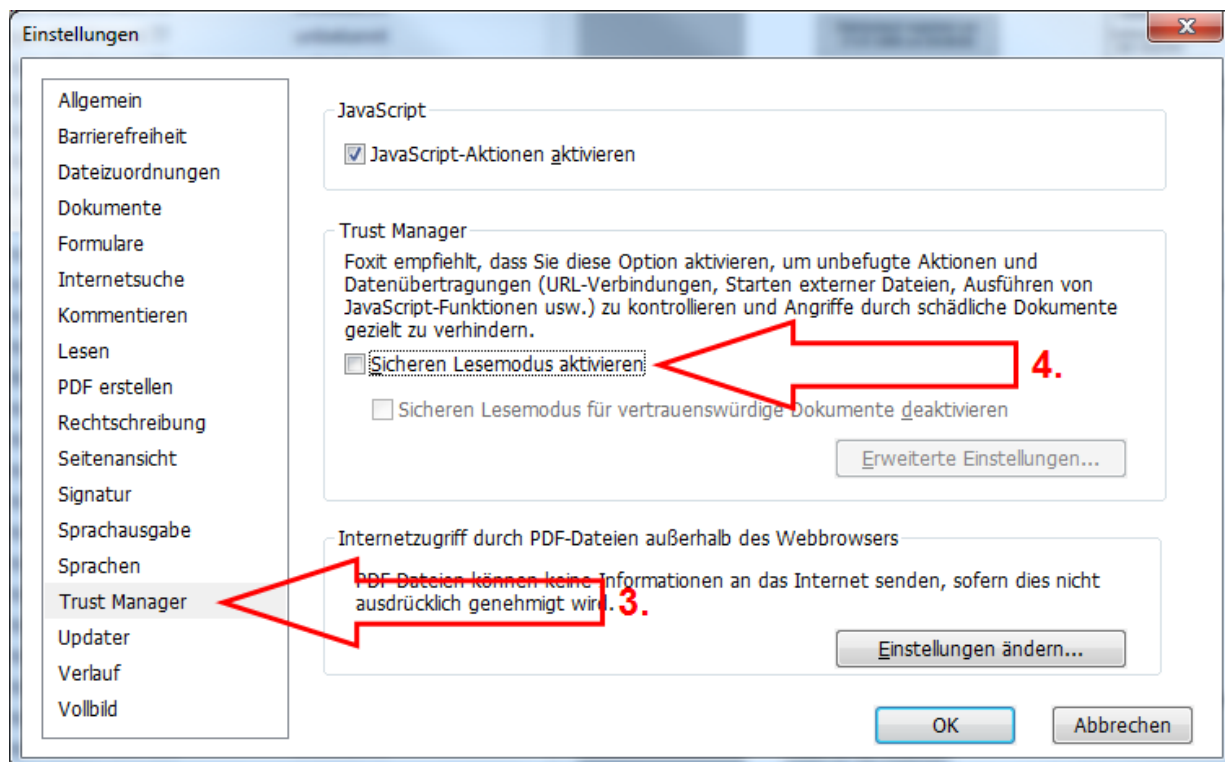 Einstellungen
Allgemein
Barrierefreiheit
Dateizuordnungen
Dokumente
Formulare
Internetsuche
Kommentieren
Lesen
PDF erstellen
Rechtschreibung
Seitenansicht
Signatur
Sprachausgabe
Sprachen
Trust Manager
Updater
Verlauf
Vollbild
JavaScript
JavaScript-Aktionen aktivieren
Trust Manager
Foxit empfiehlt, dass Sie diese Option aktivieren, um unbefugte Aktionen und
Datenübertragungen (URL-Verbindungen, Starten externer Dateien, Ausführen von
JavaScript-Funktionen usw.) zu kontrollieren und Angriffe durch schädliche Dokumente
gezielt zu verhindern.
Sicheren Lesemodus aktivieren
4.
Sicheren Lesemodus für vertrauenswürdige Dokumente deaktivieren
Erweiterte Einstellungen...
Internetzugriff durch PDF-Dateien außerhalb des Webbrowsers
PDF-Dateien können keine Informationen an das Internet senden, sofern dies nicht
ausdrücklich genehmigt wird.
3.
Einstellungen ändern...
OK
Abbrechen